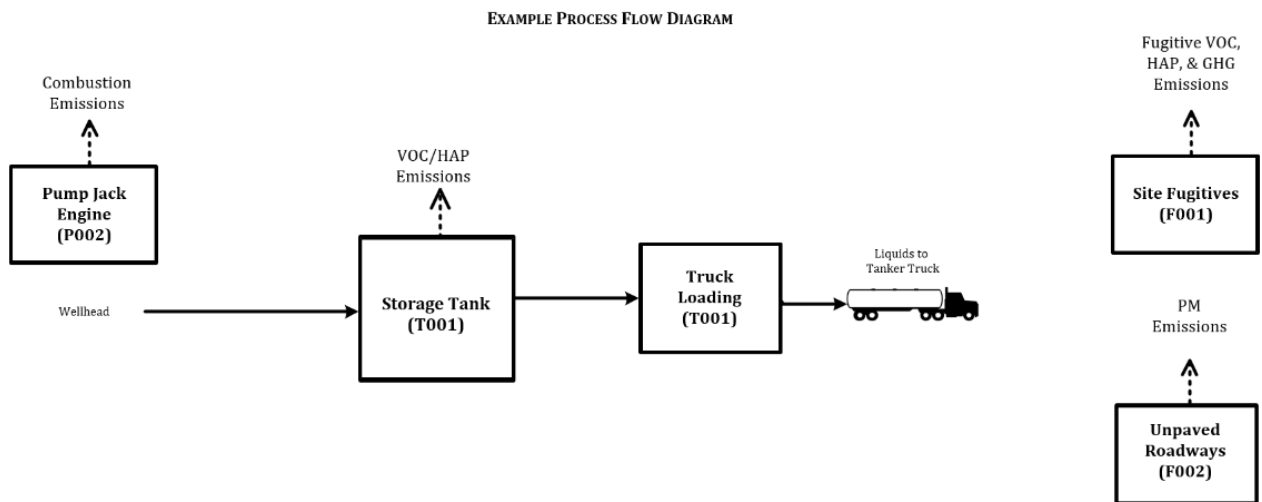 EXAMPLE PROCESS FLOW DIAGRAM
Combustion
Emissions
Pump Jack
Engine
(P002)
Wellhead
VOC/HAP
Emissions
Storage Tank
(T001)
Truck
Loading
(T001)
Liquids to
Tanker Truck
Fugitive VOC,
HAP, & GHG
Emissions
Site Fugitives
(F001)
PM
Emissions
Unpaved
Roadways
(F002)